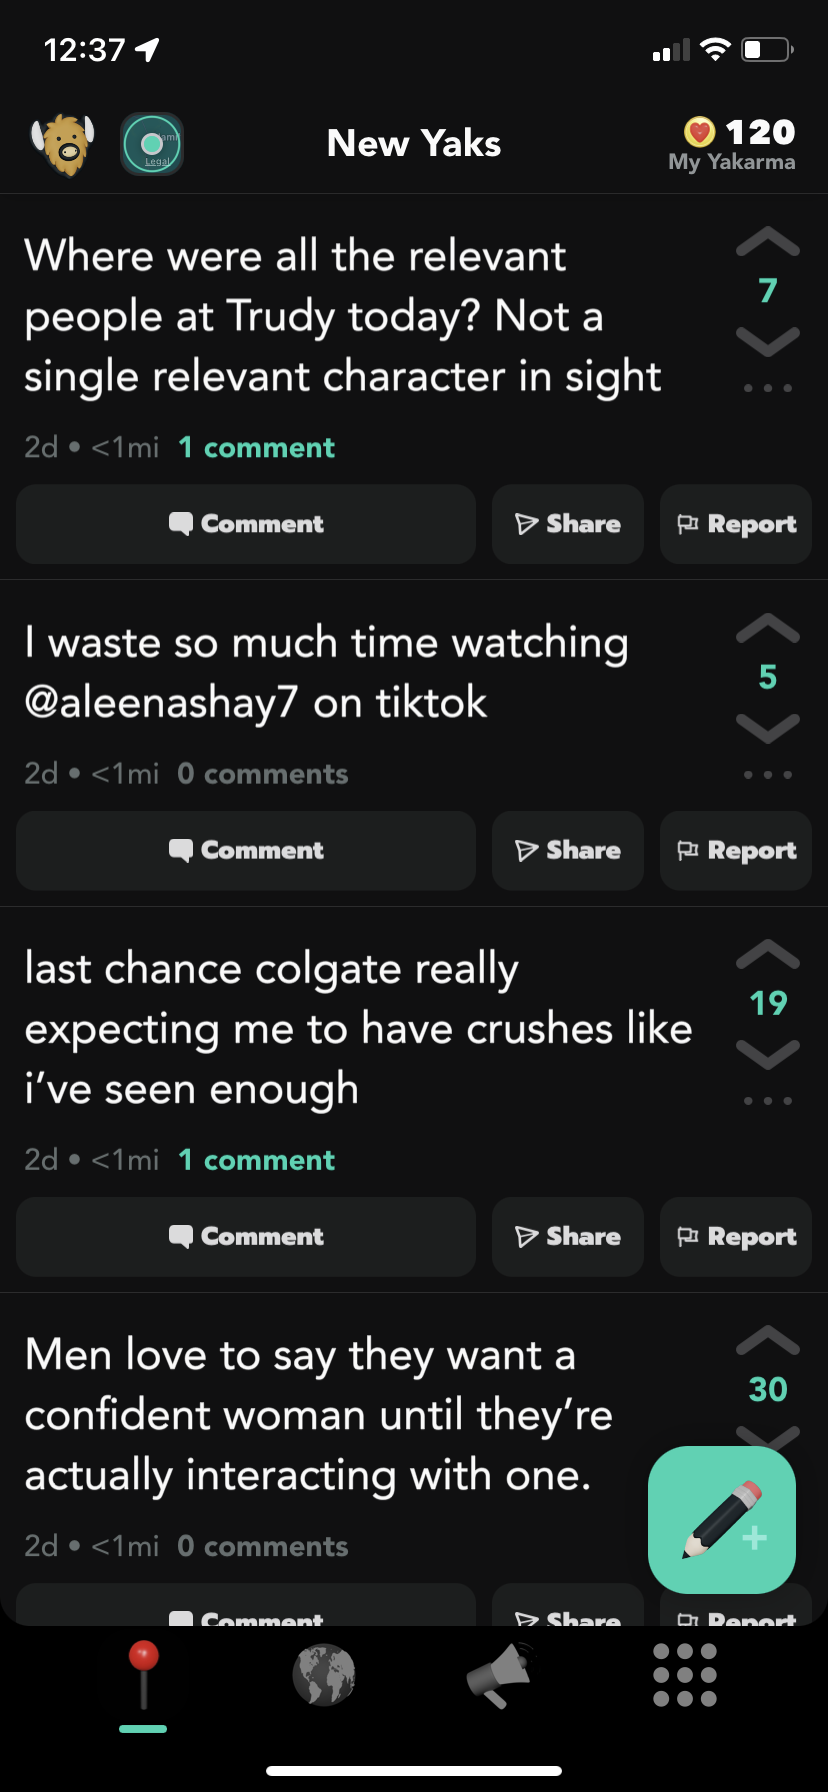 12:37
Legal
New Yaks
120
My Yakarma
Where were all the relevant
people at Trudy today? Not a
single relevant character in sight
7
2d • <1mi 1 comment
Comment
Share
Report
I waste so much time watching
@aleenashay7 on tiktok
5
2d • <1mi 0 comments
Comment
Share
Report
last chance colgate really
expecting me to have crushes like
i’ve seen enough
19
2d • <1mi 1 comment
Comment
Share
Report
Men love to say they want a
confident woman until they’re
actually interacting with one.
30
2d • <1mi 0 comments
Comment
Share
Report